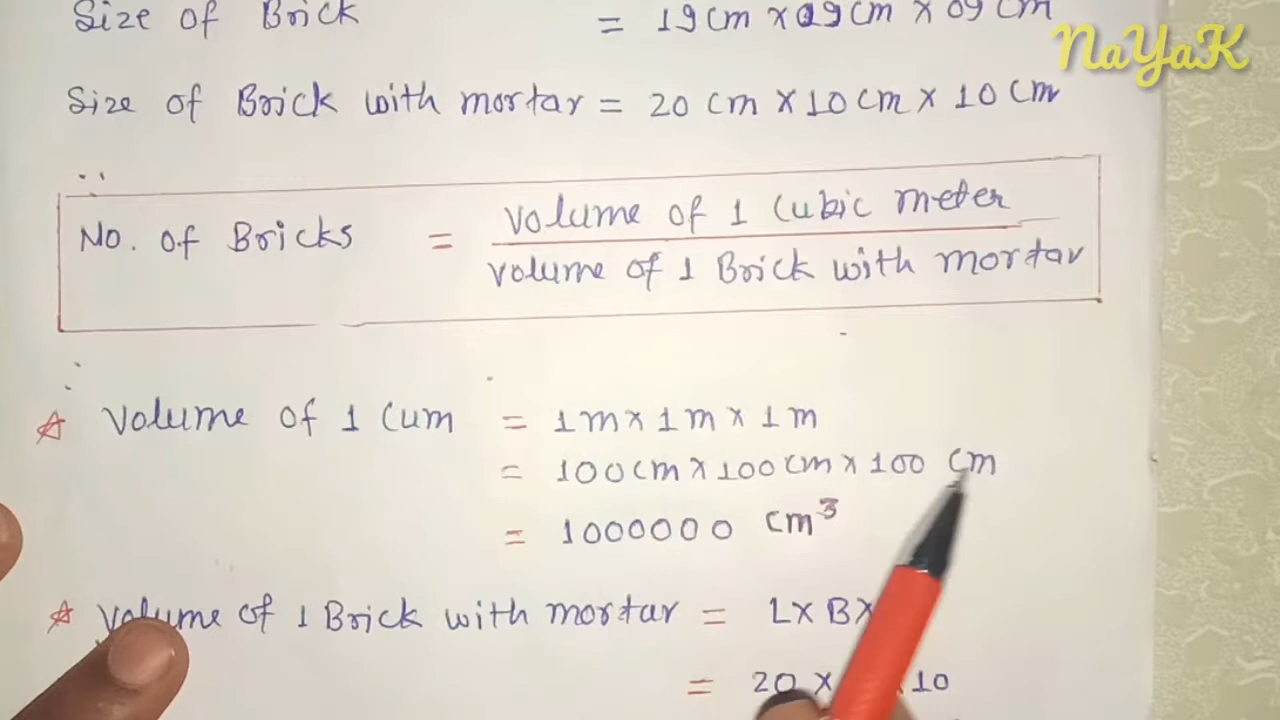 Size of Brick = 19 cm x 09 cm x 09 cm
NaYaK
Size of Brick with mortar = 20 cm x 10 cm x 10 cm
∴
No. of Bricks = Volume of 1 Cubic meter
volume of 1 Brick with mortar
∴
☆ Volume of 1 Cum = 1m x 1m x 1m
= 100cm x 100cm x 100 cm
= 1000000 cm³
☆ Volume of 1 Brick with mortar = L x B x
= 20 x x 10